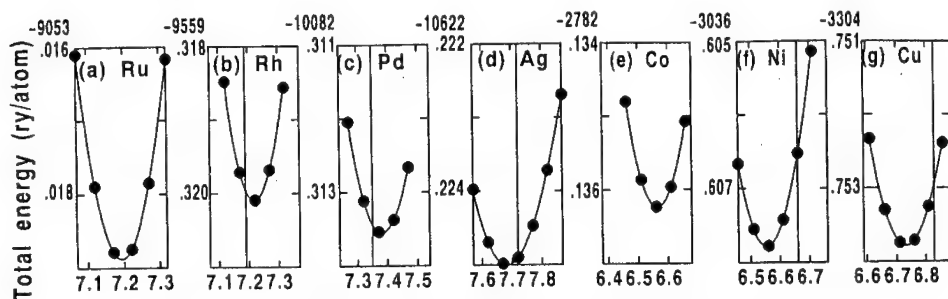 -9053 -9559 -10082 -10622 -2782 -3036 -3304
.016 .318 .311 .222 .134 .605 .751
(a) Ru (b) Rh (c) Pd (d) Ag (e) Co (f) Ni (g) Cu
.018 .320 .313 .224 .136 .607 .753
7.1 7.2 7.3 7.1 7.2 7.3 7.3 7.4 7.5 7.6 7.7 7.8 6.4 6.5 6.6 6.5 6.6 6.7 6.6 6.7 6.8
Total energy (ry/atom)